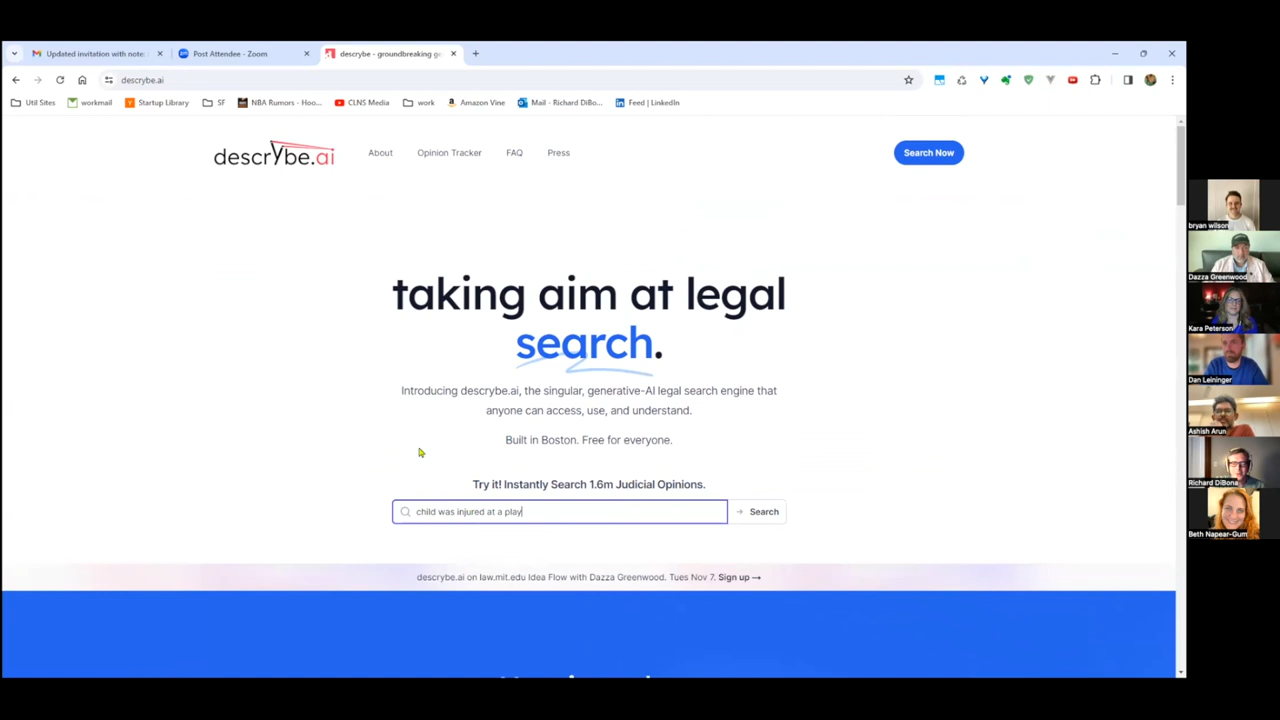 Updated invitation with note:
Post Attendee - Zoom
descrybe - groundbreaking ge
descrybe.ai
Util Sites
workmail
Startup Library
SF
NBA Rumors - Hoo...
CLNS Media
work
Amazon Vine
Mail - Richard DiBo...
Feed | LinkedIn
descrybe.ai
About
Opinion Tracker
FAQ
Press
Search Now
taking aim at legal
search.
Introducing descrybe.ai, the singular, generative-AI legal search engine that
anyone can access, use, and understand.
Built in Boston. Free for everyone.
Try it! Instantly Search 1.6m Judicial Opinions.
child was injured at a play
Search
descrybe.ai on law.mit.edu Idea Flow with Dazza Greenwood. Tues Nov 7. Sign up →
bryan wilson
Dazza Greenwood
Kara Peterson
Dan Leininger
Ashish Arun
Richard DiBona
Beth Napear-Gum